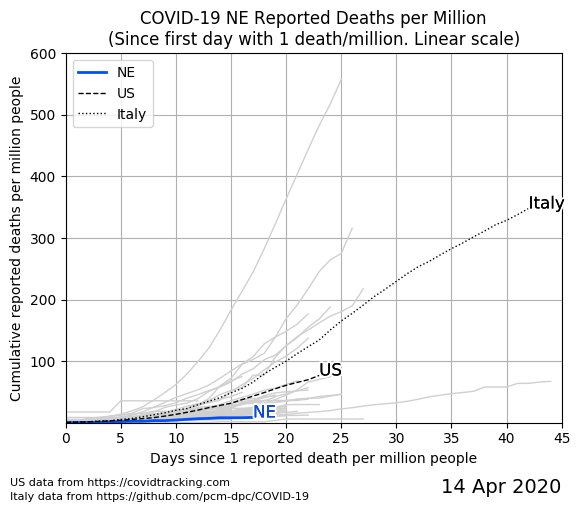 COVID-19 NE Reported Deaths per Million
(Since first day with 1 death/million. Linear scale)
Cumulative reported deaths per million people
600
500
400
300
200
100
NE
US
Italy
Italy
US
NE
0 5 10 15 20 25 30 35 40 45
Days since 1 reported death per million people
US data from https://covidtracking.com
Italy data from https://github.com/pcm-dpc/COVID-19
14 Apr 2020